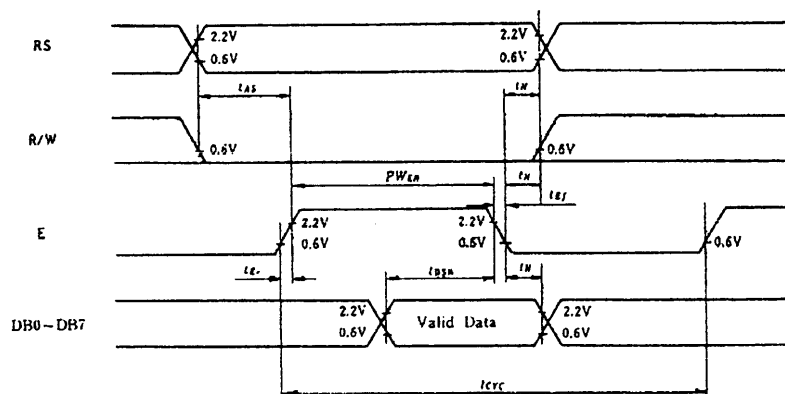 RS
2.2V
0.6V
2.2V
0.6V
tAS
tH
R/W
0.6V
0.6V
PWEH
tH
tEf
E
2.2V
0.6V
2.2V
0.6V
0.6V
tEr
tDSW
tH
DB0~DB7
2.2V
0.6V
Valid Data
2.2V
0.6V
tCYC